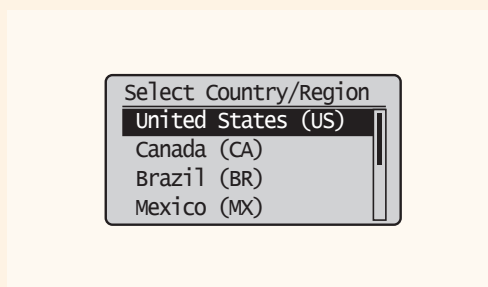 Select Country/Region
United States (US)
Canada (CA)
Brazil (BR)
Mexico (MX)